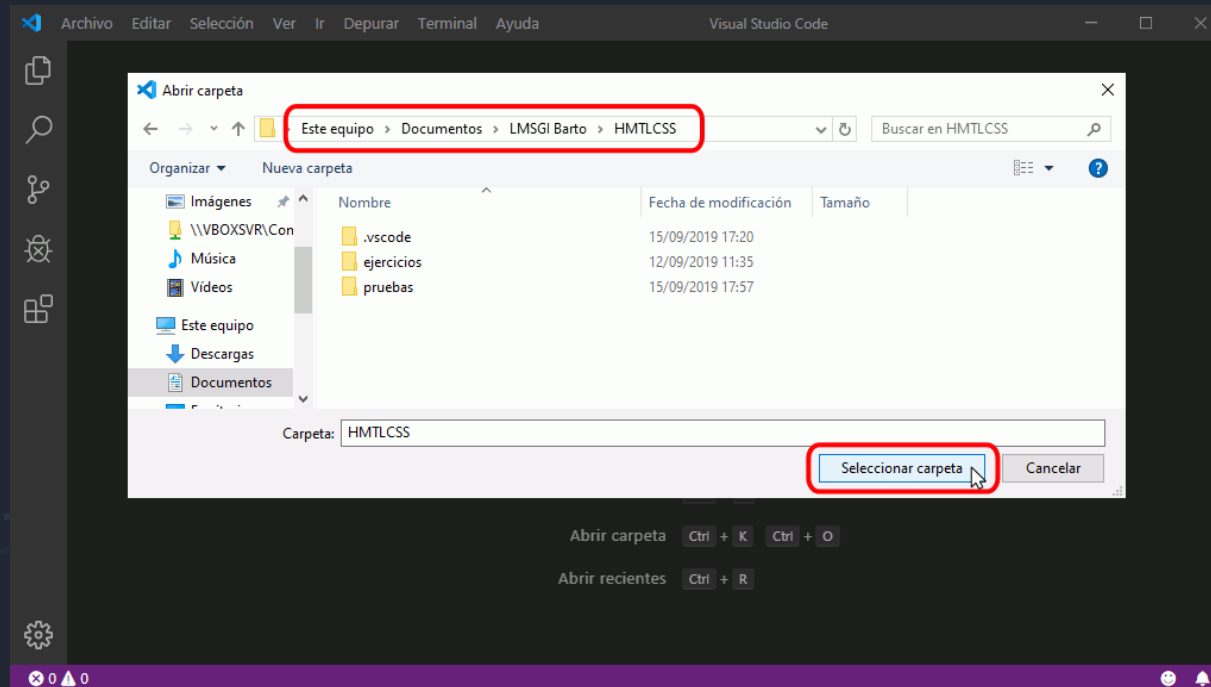 Archivo Editar Selección Ver Ir Depurar Terminal Ayuda Visual Studio Code
Abrir carpeta
Este equipo > Documentos > LMSGI Barto > HMTLCSS Buscar en HMTLCSS
Organizar Nueva carpeta
Imágenes Nombre Fecha de modificación Tamaño
\\VBOXSVR\Con .vscode 15/09/2019 17:20
Música ejercicios 12/09/2019 11:35
Vídeos pruebas 15/09/2019 17:57
Este equipo
Descargas
Documentos
Carpeta: HMTLCSS
Seleccionar carpeta Cancelar
Abrir carpeta Ctrl + K Ctrl + O
Abrir recientes Ctrl + R
0 0